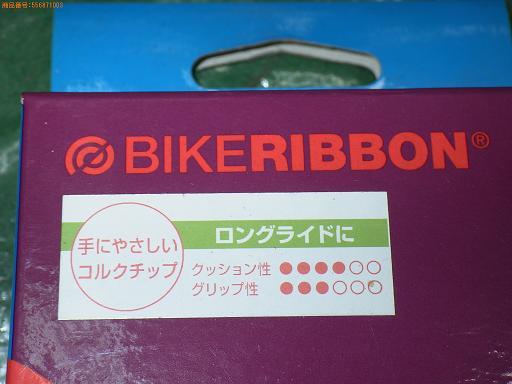 商品番号:556871003
BIKERIBBON®
手にやさしい
コルクチップ
ロングライドに
クッション性 ●●●●○○
グリップ性 ●●●○○○